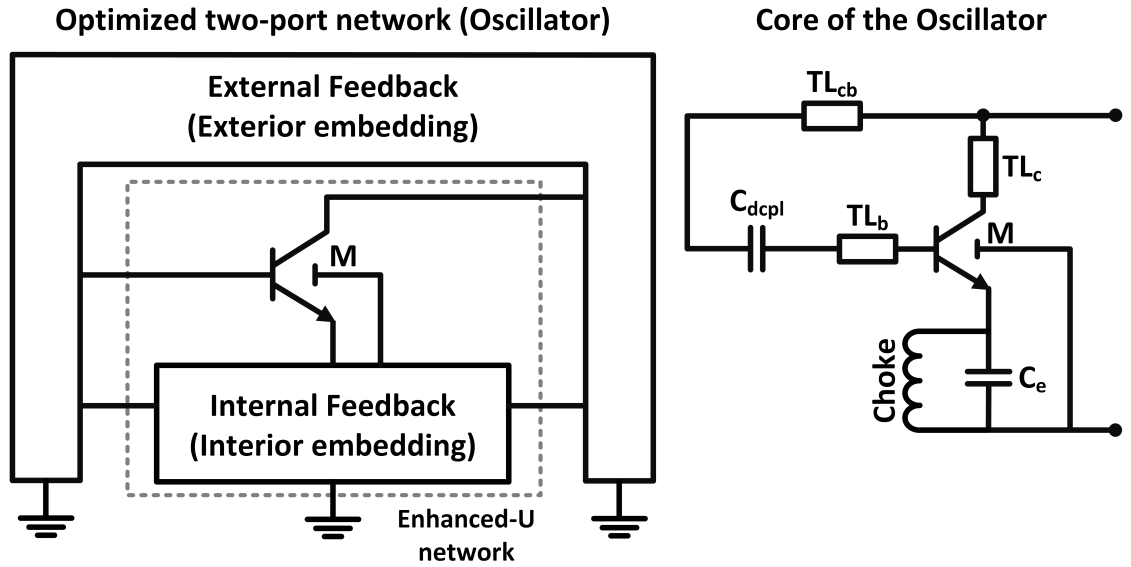 Optimized two-port network (Oscillator)
External Feedback
(Exterior embedding)
M
Internal Feedback
(Interior embedding)
Enhanced-U
network
Core of the Oscillator
TLcb
TLc
Cdcpl
TLb
M
Choke
Ce